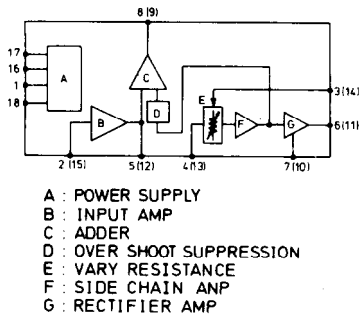 8 (9)
17
16
1
18
A
B
C
D
E
F
G
3 (14)
6 (11)
2 (15)
5 (12)
4 (13)
7 (10)
A : POWER SUPPLY
B : INPUT AMP
C : ADDER
D : OVER SHOOT SUPPRESSION
E : VARY RESISTANCE
F : SIDE CHAIN ANP
G : RECTIFIER AMP